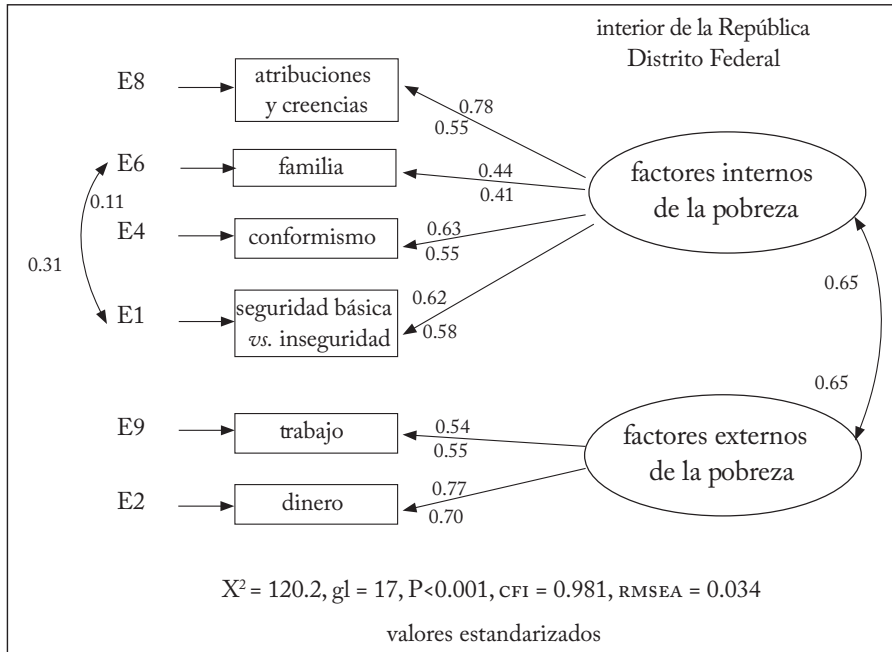 interior de la República
Distrito Federal
E8
atribuciones
y creencias
0.78
0.55
E6
familia
0.44
0.41
factores internos
de la pobreza
0.11
E4
conformismo
0.63
0.55
0.31
E1
seguridad básica
vs. inseguridad
0.62
0.58
0.65
0.65
E9
trabajo
0.54
0.55
factores externos
de la pobreza
E2
dinero
0.77
0.70
X² = 120.2, gl = 17, P<0.001, CFI = 0.981, RMSEA = 0.034
valores estandarizados